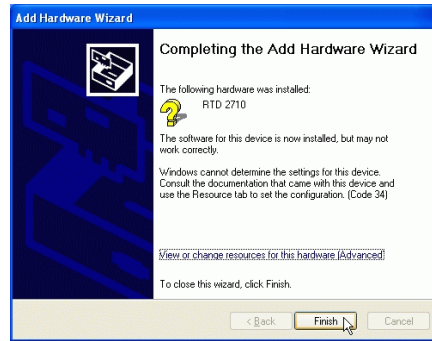 Add Hardware Wizard
Completing the Add Hardware Wizard
The following hardware was installed:
RTD 2710
The software for this device is now installed, but may not
work correctly.
Windows cannot determine the settings for this device.
Consult the documentation that came with this device and
use the Resource tab to set the configuration. (Code 34)
View or change resources for this hardware (Advanced)
To close this wizard, click Finish.
< Back
Finish
Cancel